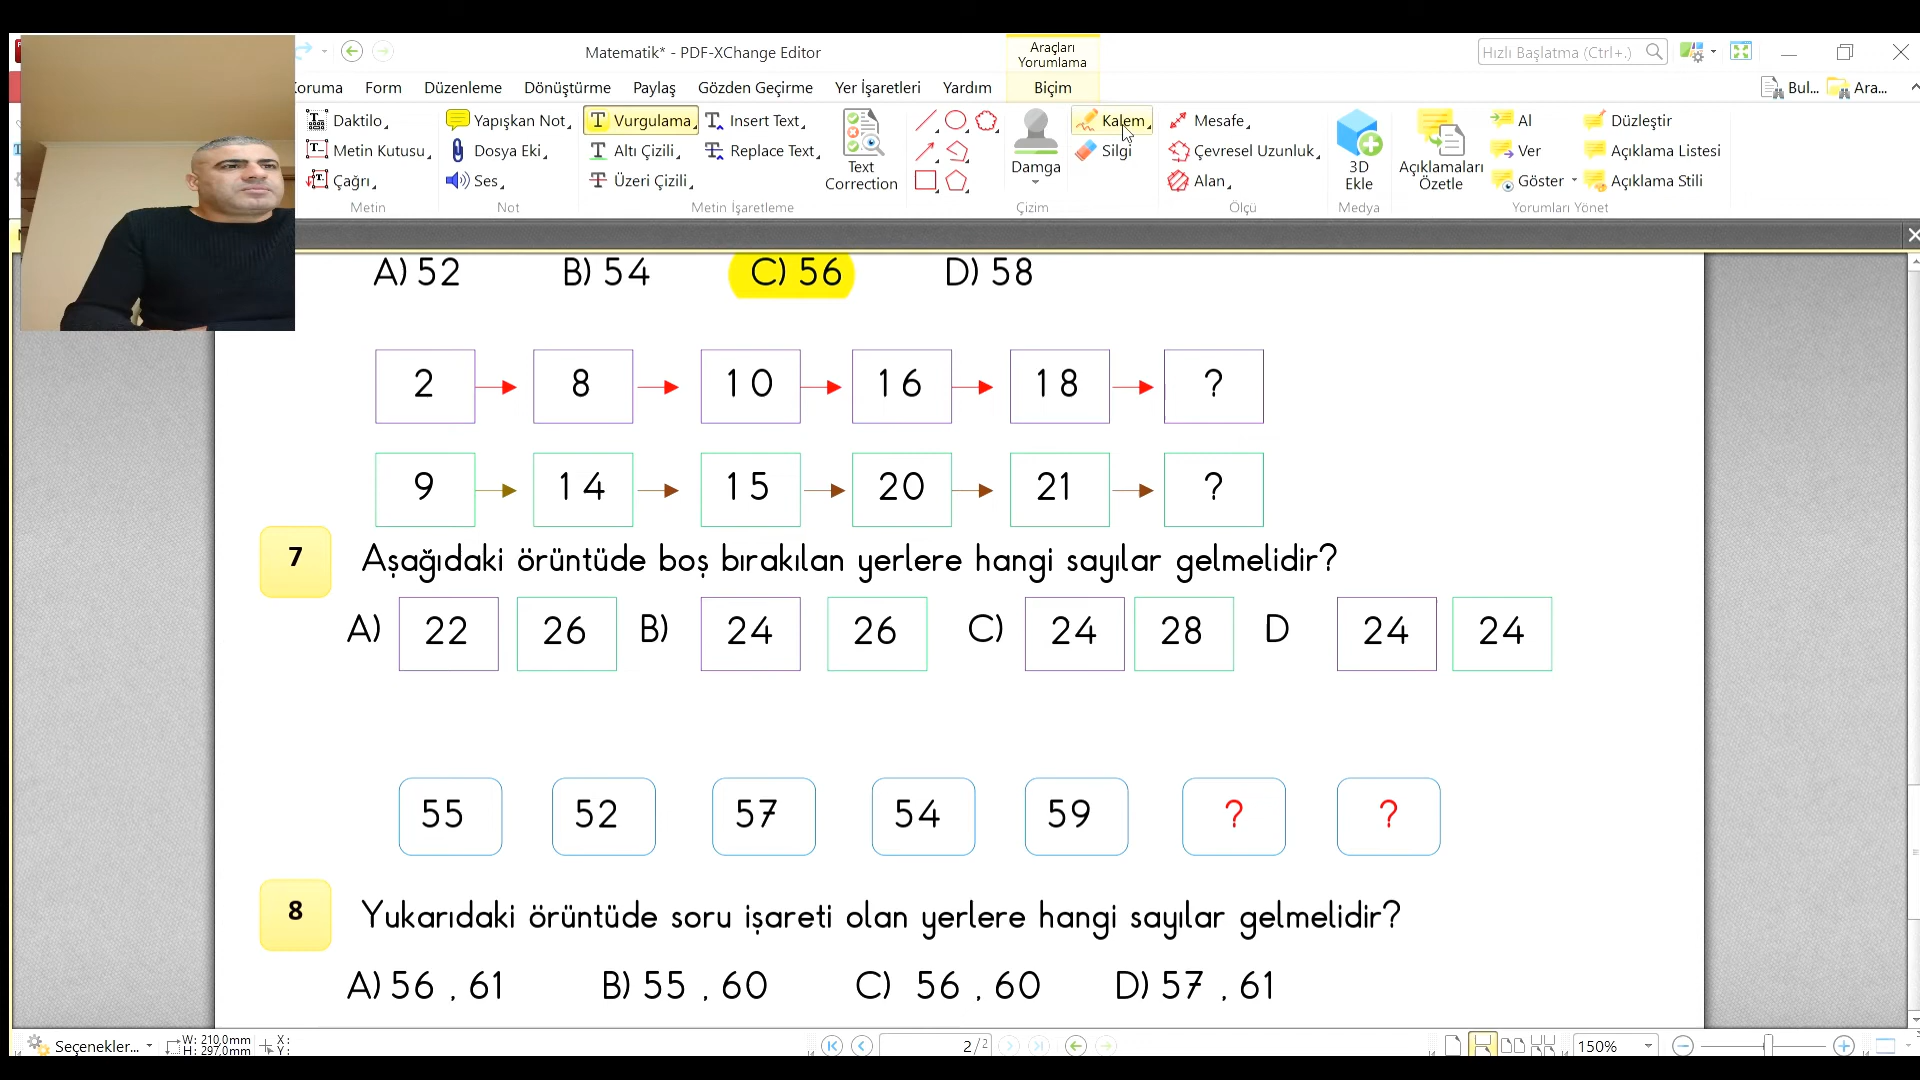 Matematik* - PDF-XChange Editor
Araçları
Yorumlama
Hızlı Başlatma (Ctrl+.)
Form Düzenleme Dönüştürme Paylaş Gözden Geçirme Yer İşaretleri Yardım Biçim
Bul... Ara...
Daktilo Yapışkan Not Vurgulama Insert Text Kalem Mesafe Al Düzleştir
Metin Kutusu Dosya Eki Altı Çizili Replace Text Silgi Çevresel Uzunluk Ver Açıklama Listesi
Çağrı Ses Üzeri Çizili Alan Göster Açıklama Stili
Text
Correction
Damga
3D
Ekle
Açıklamaları
Özetle
Metin Not Metin İşaretleme Çizim Ölçü Medya Yorumları Yönet
A) 52 B) 54 C) 56 D) 58
2 8 10 16 18 ?
9 14 15 20 21 ?
7 Aşağıdaki örüntüde boş bırakılan yerlere hangi sayılar gelmelidir?
A) 22 26 B) 24 26 C) 24 28 D 24 24
55 52 57 54 59 ? ?
8 Yukarıdaki örüntüde soru işareti olan yerlere hangi sayılar gelmelidir?
A) 56 , 61 B) 55 , 60 C) 56 , 60 D) 57 , 61
Seçenekler... W: 210,0mm X:
H: 297,0mm Y:
2/2
150%